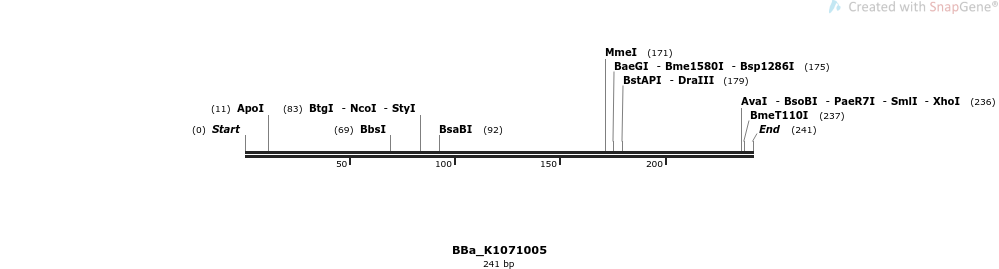 Created with SnapGene®
MmeI (171)
BaeGI - Bme1580I - Bsp1286I (175)
BstAPI - DraIII (179)
AvaI - BsoBI - PaeR7I - SmlI - XhoI (236)
(11) ApoI (83) BtgI - NcoI - StyI
BmeT110I (237)
(0) Start (69) BbsI BsaBI (92) End (241)
50 100 150 200
BBa_K1071005
241 bp